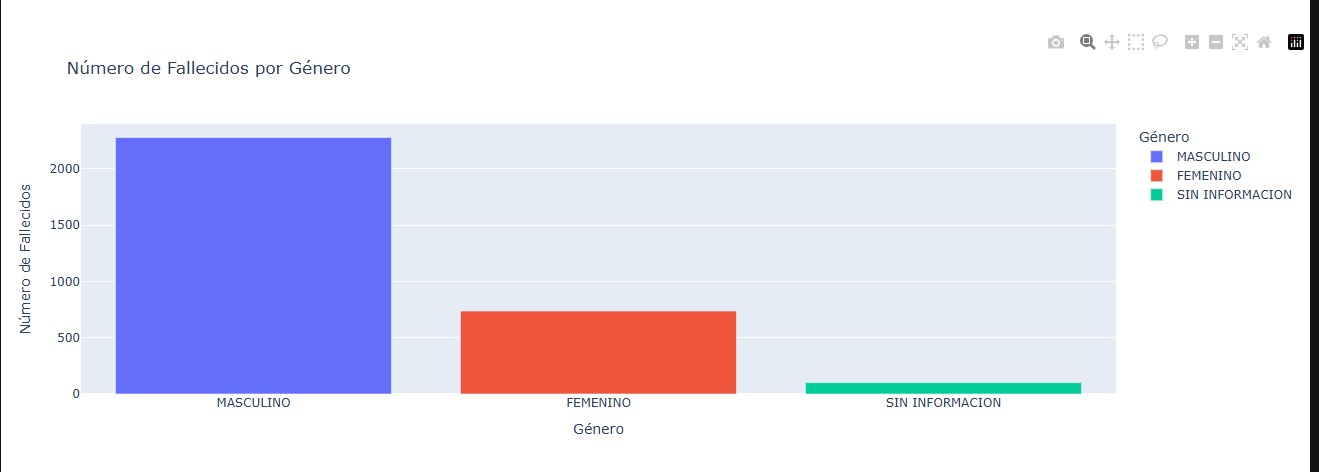 Número de Fallecidos por Género
Número de Fallecidos
2000
1500
1000
500
0
MASCULINO
FEMENINO
SIN INFORMACION
Género
Género
MASCULINO
FEMENINO
SIN INFORMACION